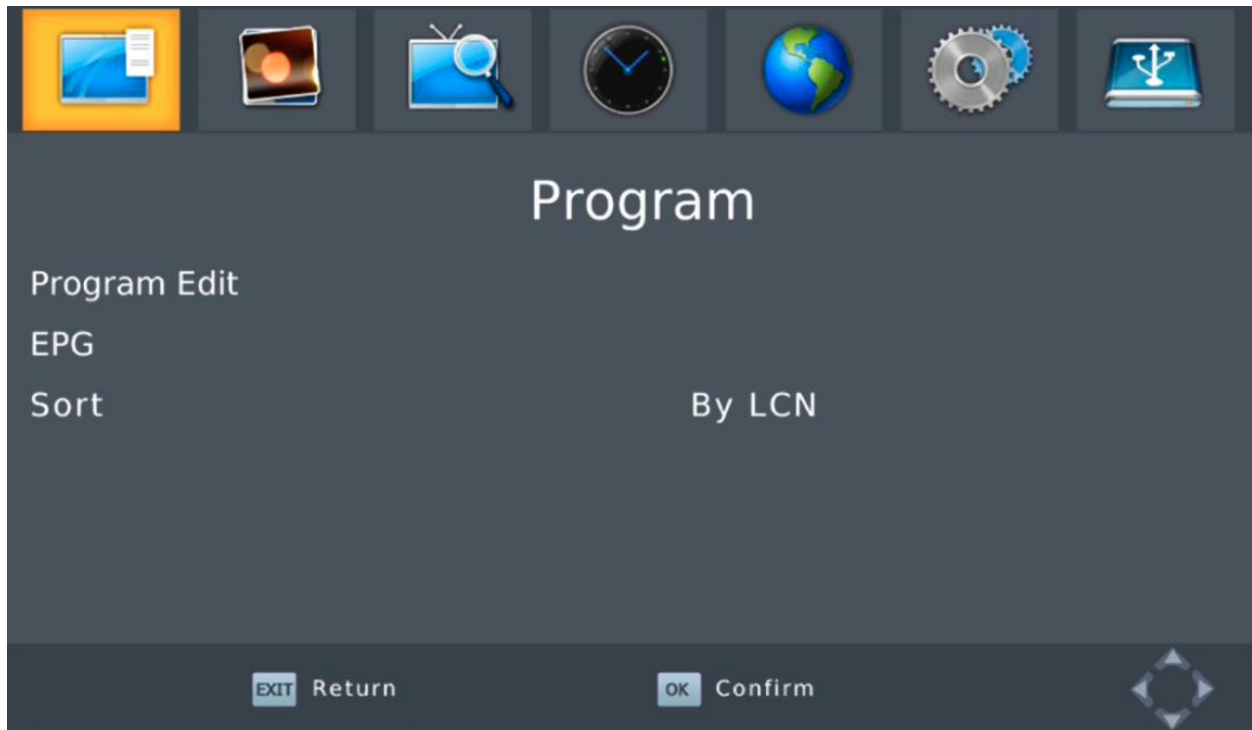 Program
Program Edit
EPG
Sort By LCN
EXIT Return OK Confirm